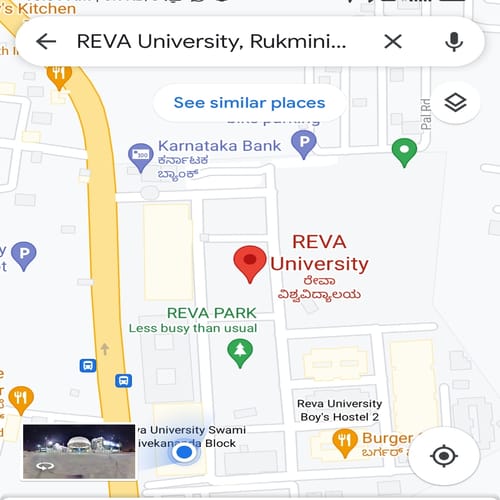 's Kitchen
REVA University, Rukmini...
See similar places
bike parking
Pal Rd
Karnataka Bank
ಕರ್ನಾಟಕ
ಬ್ಯಾಂಕ್
REVA
University
ರೇವಾ
ವಿಶ್ವವಿದ್ಯಾಲಯ
REVA PARK
Less busy than usual
Reva University
Boy's Hostel 2
University Swami
Vivekananda Block
Burger
ಬರ್ಗರ್